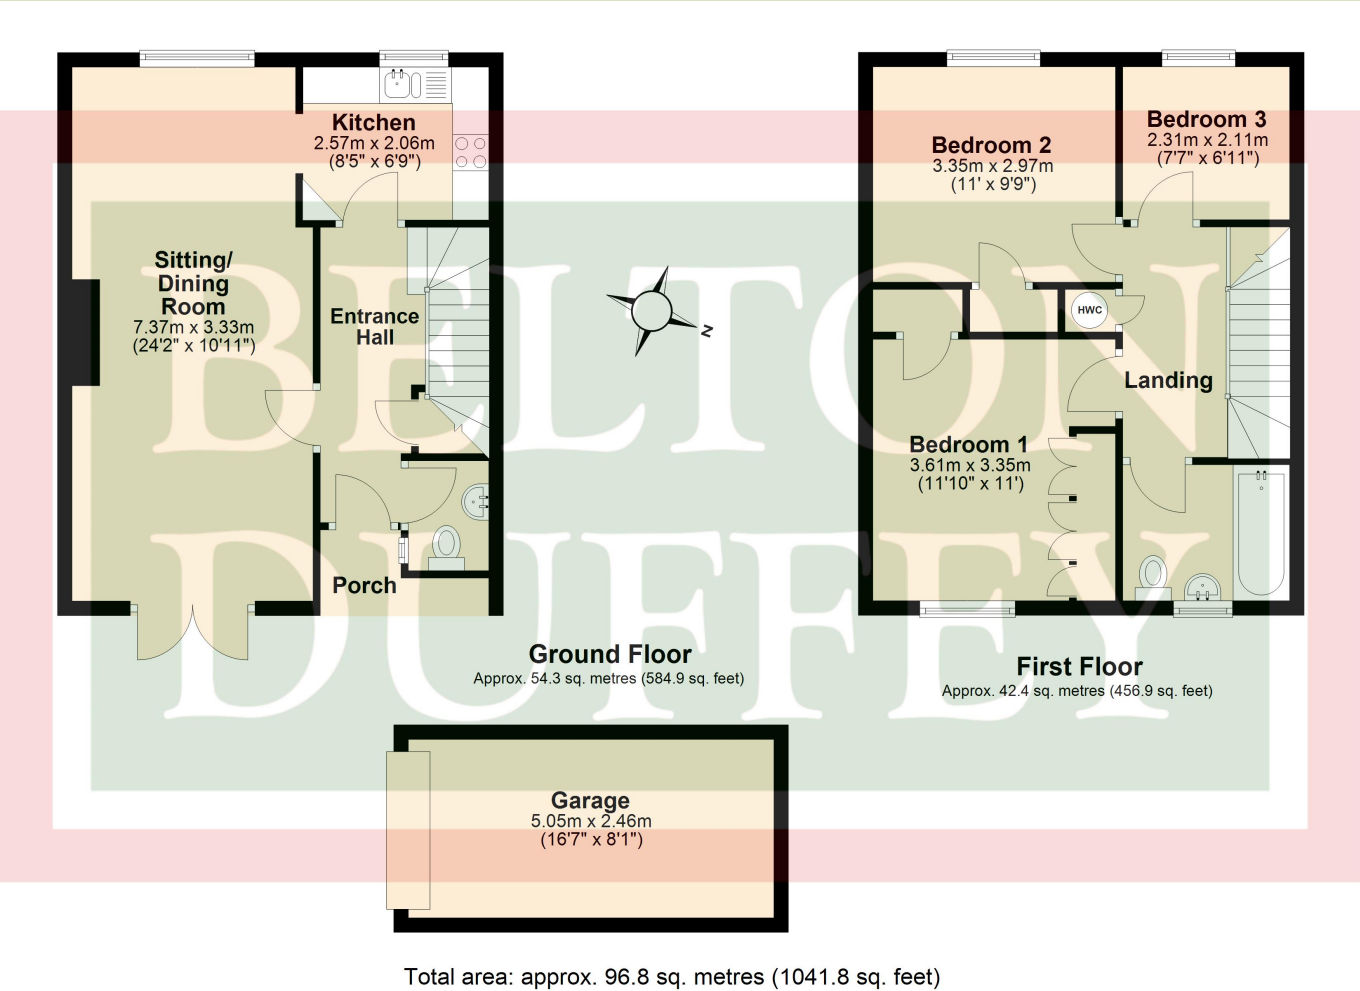 Kitchen
2.57m x 2.06m
(8'5" x 6'9")
Sitting/
Dining
Room
7.37m x 3.33m
(24'2" x 10'11")
Entrance
Hall
Porch
Ground Floor
Approx. 54.3 sq. metres (584.9 sq. feet)
N
Bedroom 2
3.35m x 2.97m
(11' x 9'9")
Bedroom 3
2.31m x 2.11m
(7'7" x 6'11")
HWC
Landing
Bedroom 1
3.61m x 3.35m
(11'10" x 11')
First Floor
Approx. 42.4 sq. metres (456.9 sq. feet)
BELTON
DUFFEY
Garage
5.05m x 2.46m
(16'7" x 8'1")
Total area: approx. 96.8 sq. metres (1041.8 sq. feet)